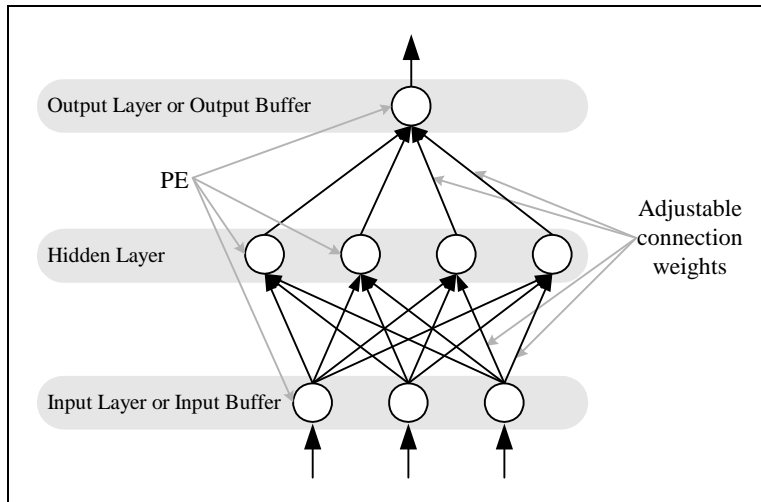 Output Layer or Output Buffer
PE
Adjustable
connection
weights
Hidden Layer
Input Layer or Input Buffer